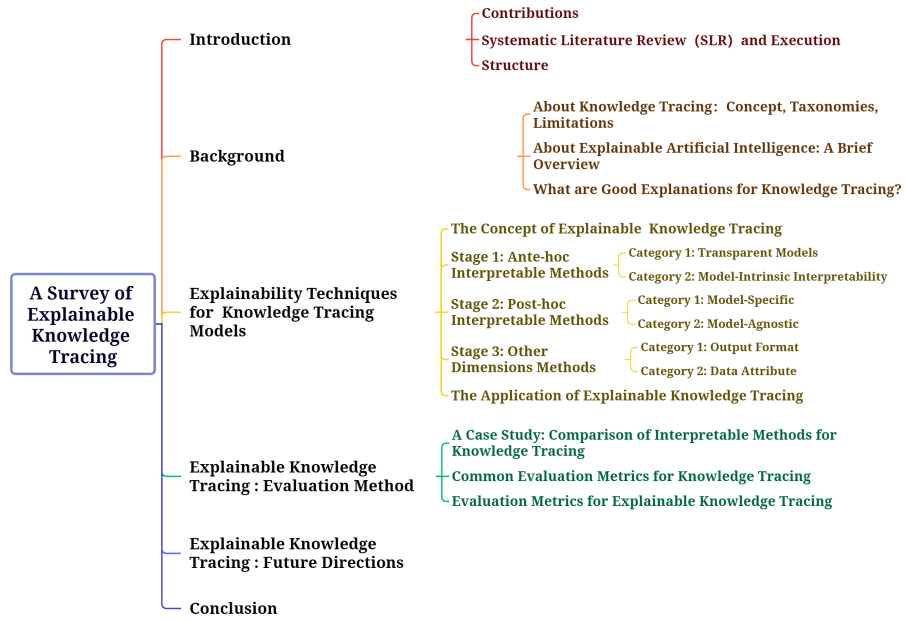 A Survey of
Explainable
Knowledge
Tracing
Introduction
Contributions
Systematic Literature Review (SLR) and Execution
Structure
Background
About Knowledge Tracing: Concept, Taxonomies,
Limitations
About Explainable Artificial Intelligence: A Brief
Overview
What are Good Explanations for Knowledge Tracing?
Explainability Techniques
for Knowledge Tracing
Models
The Concept of Explainable Knowledge Tracing
Stage 1: Ante-hoc
Interpretable Methods
Category 1: Transparent Models
Category 2: Model-Intrinsic Interpretability
Stage 2: Post-hoc
Interpretable Methods
Category 1: Model-Specific
Category 2: Model-Agnostic
Stage 3: Other
Dimensions Methods
Category 1: Output Format
Category 2: Data Attribute
The Application of Explainable Knowledge Tracing
Explainable Knowledge
Tracing : Evaluation Method
A Case Study: Comparison of Interpretable Methods for
Knowledge Tracing
Common Evaluation Metrics for Knowledge Tracing
Evaluation Metrics for Explainable Knowledge Tracing
Explainable Knowledge
Tracing : Future Directions
Conclusion